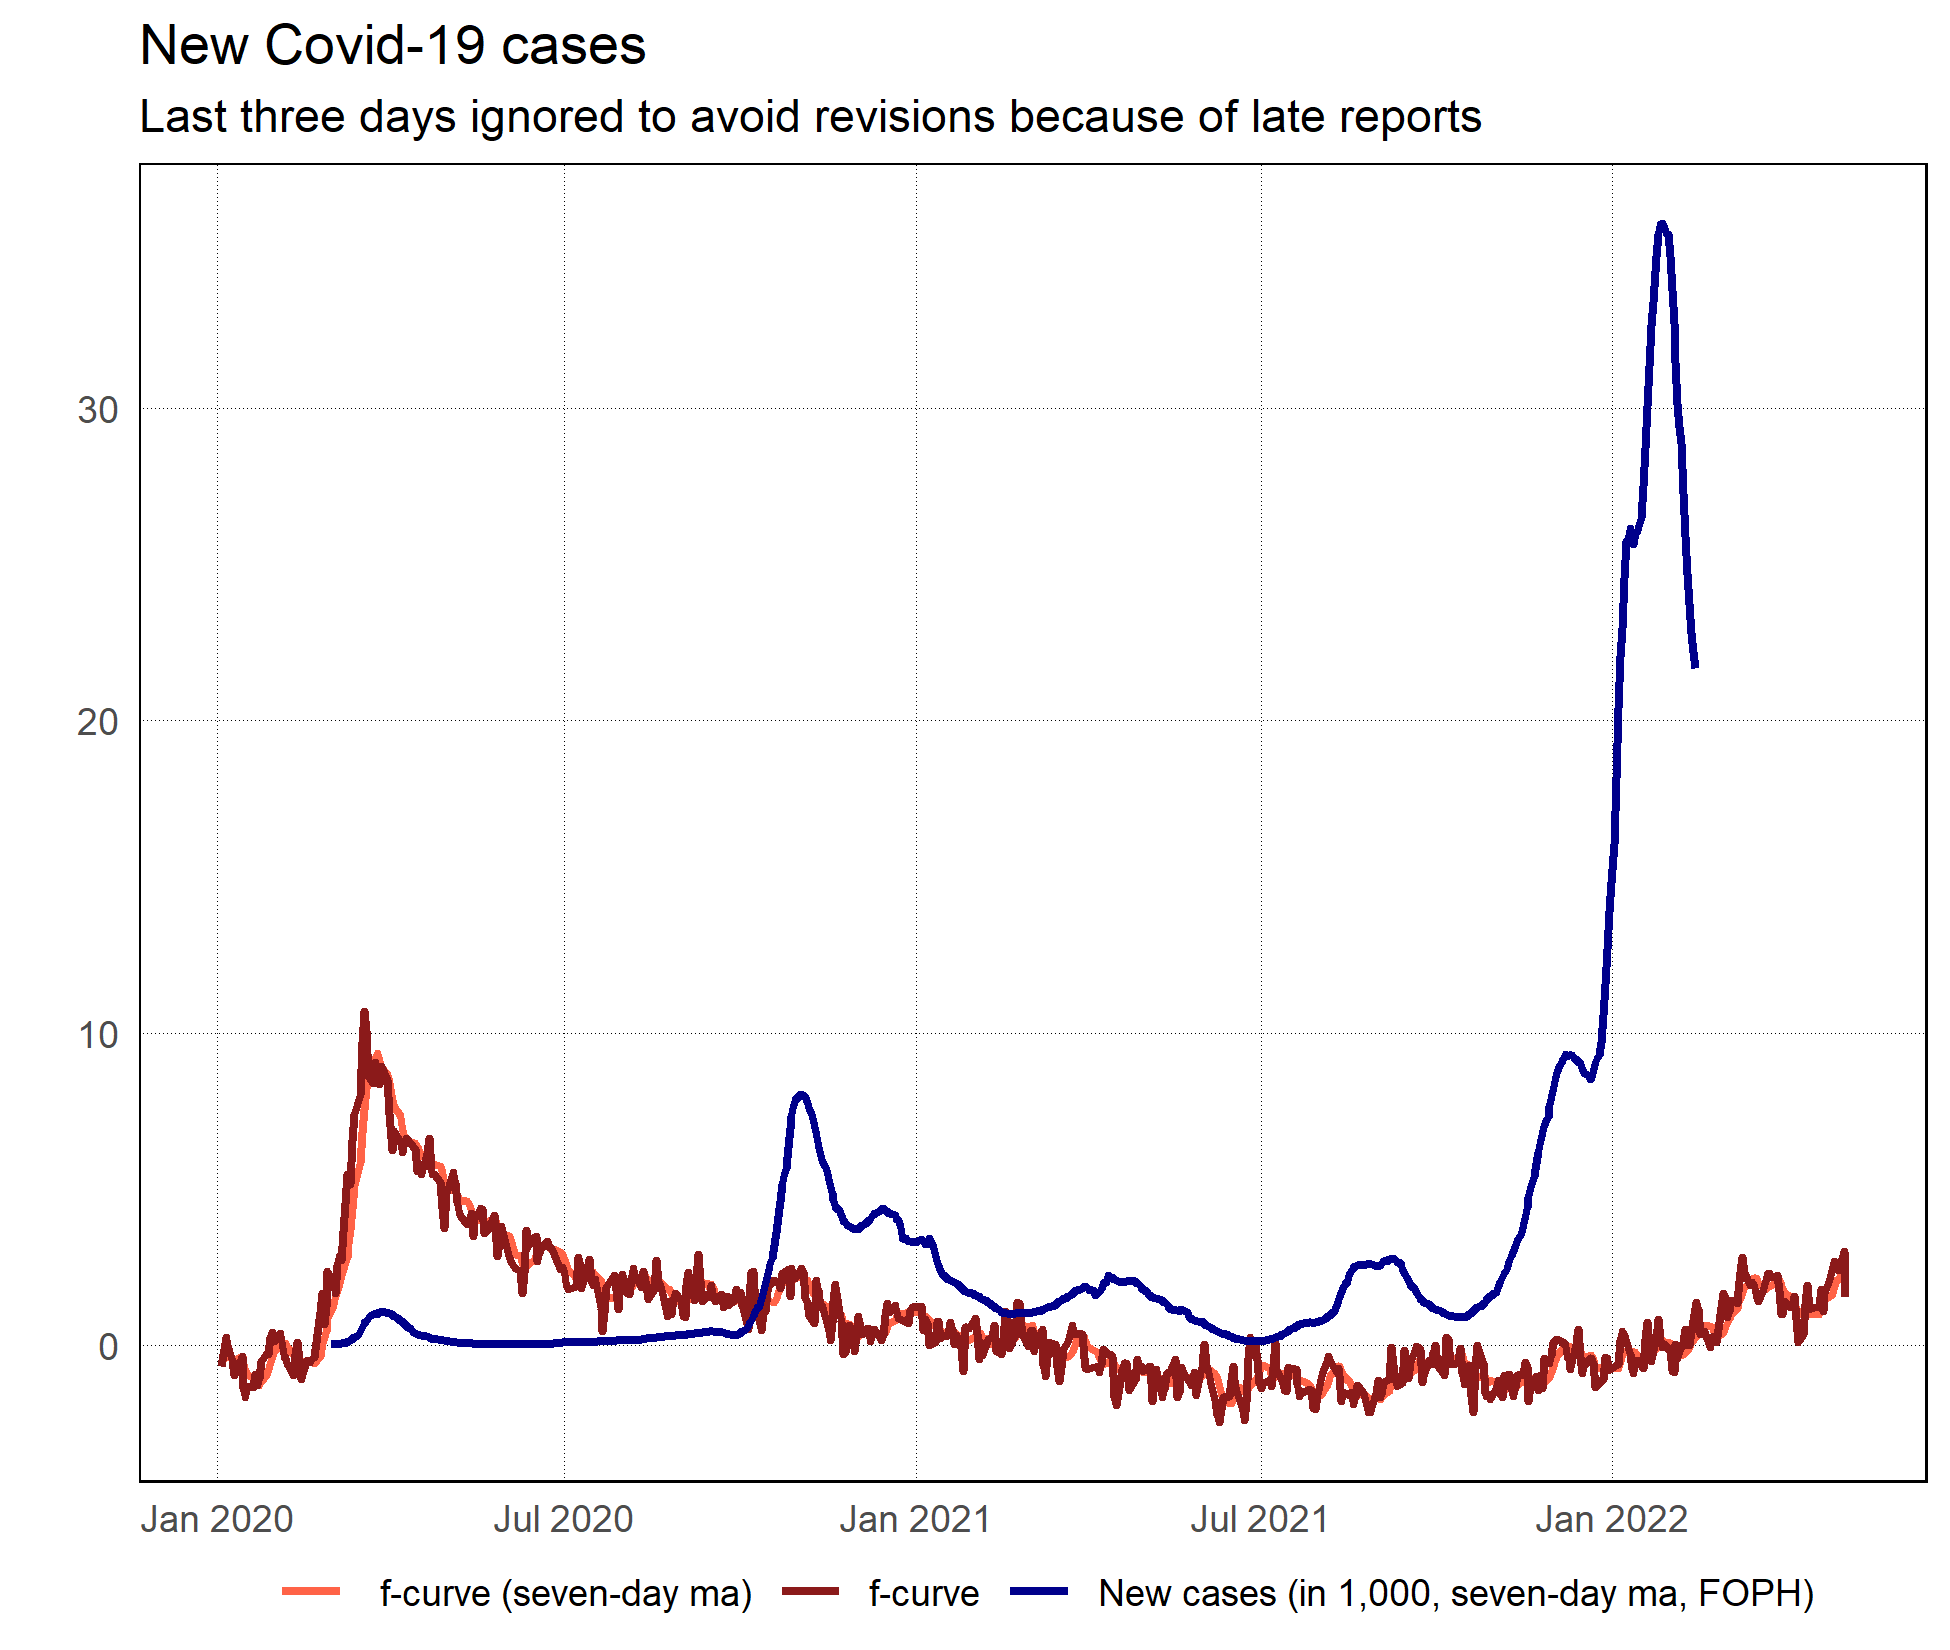 New Covid-19 cases
Last three days ignored to avoid revisions because of late reports
30
20
10
0
Jan 2020 Jul 2020 Jan 2021 Jul 2021 Jan 2022
f-curve (seven-day ma) f-curve New cases (in 1,000, seven-day ma, FOPH)